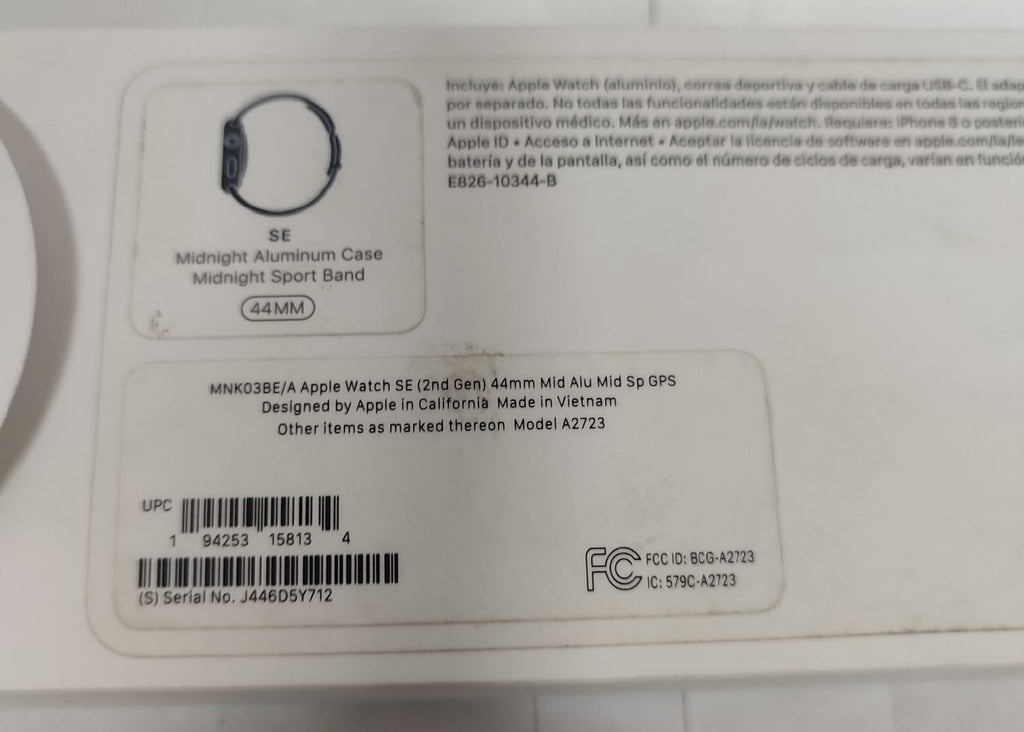 SE
Midnight Aluminum Case
Midnight Sport Band
44MM
Incluye: Apple Watch (aluminio), correa deportiva y cable de carga USB-C. El adap
por separado. No todas las funcionalidades están disponibles en todas las region
un dispositivo médico. Más en apple.com/la/watch. Requiere: iPhone 8 o posterio
Apple ID • Acceso a Internet • Aceptar la licencia de software en apple.com/la/le
batería y de la pantalla, así como el número de ciclos de carga, varían en funció
E826-10344-B
MNK03BE/A Apple Watch SE (2nd Gen) 44mm Mid Alu Mid Sp GPS
Designed by Apple in California Made in Vietnam
Other items as marked thereon Model A2723
UPC
1 94253 15813 4
(S) Serial No. J446D5Y712
FC FCC ID: BCG-A2723
IC: 579C-A2723